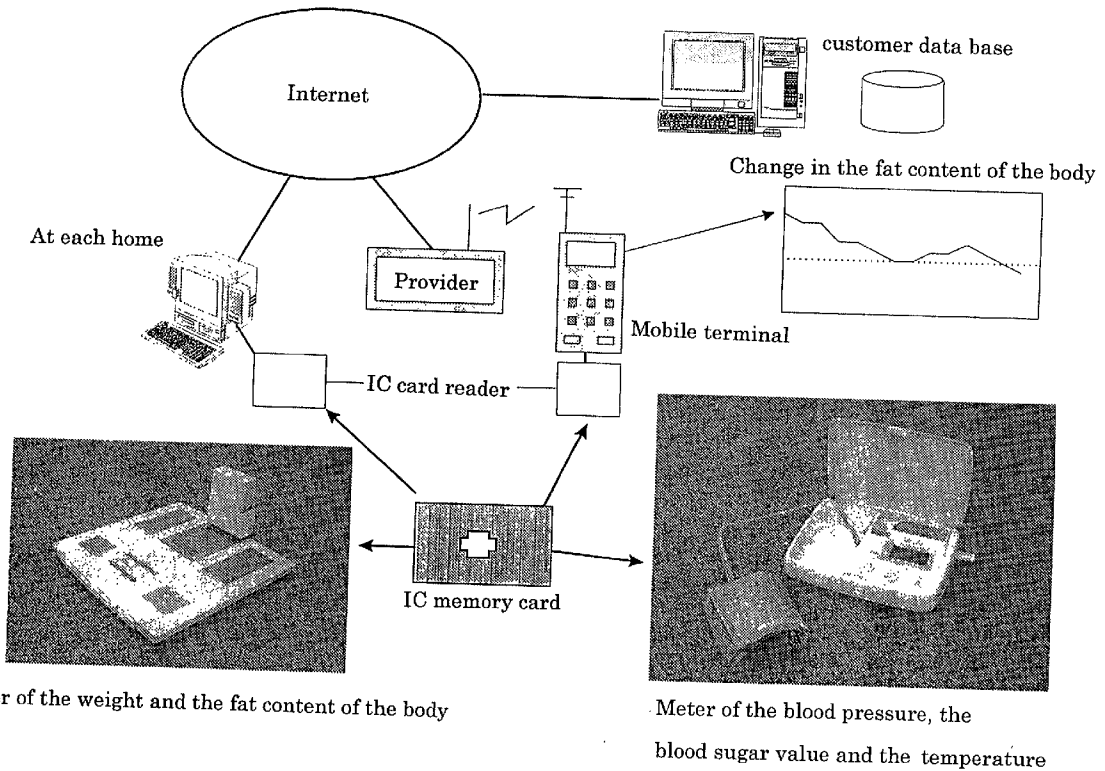 customer data base
Internet
Change in the fat content of the body
At each home
Provider
Mobile terminal
IC card reader
IC memory card
of the weight and the fat content of the body
Meter of the blood pressure, the
blood sugar value and the temperature